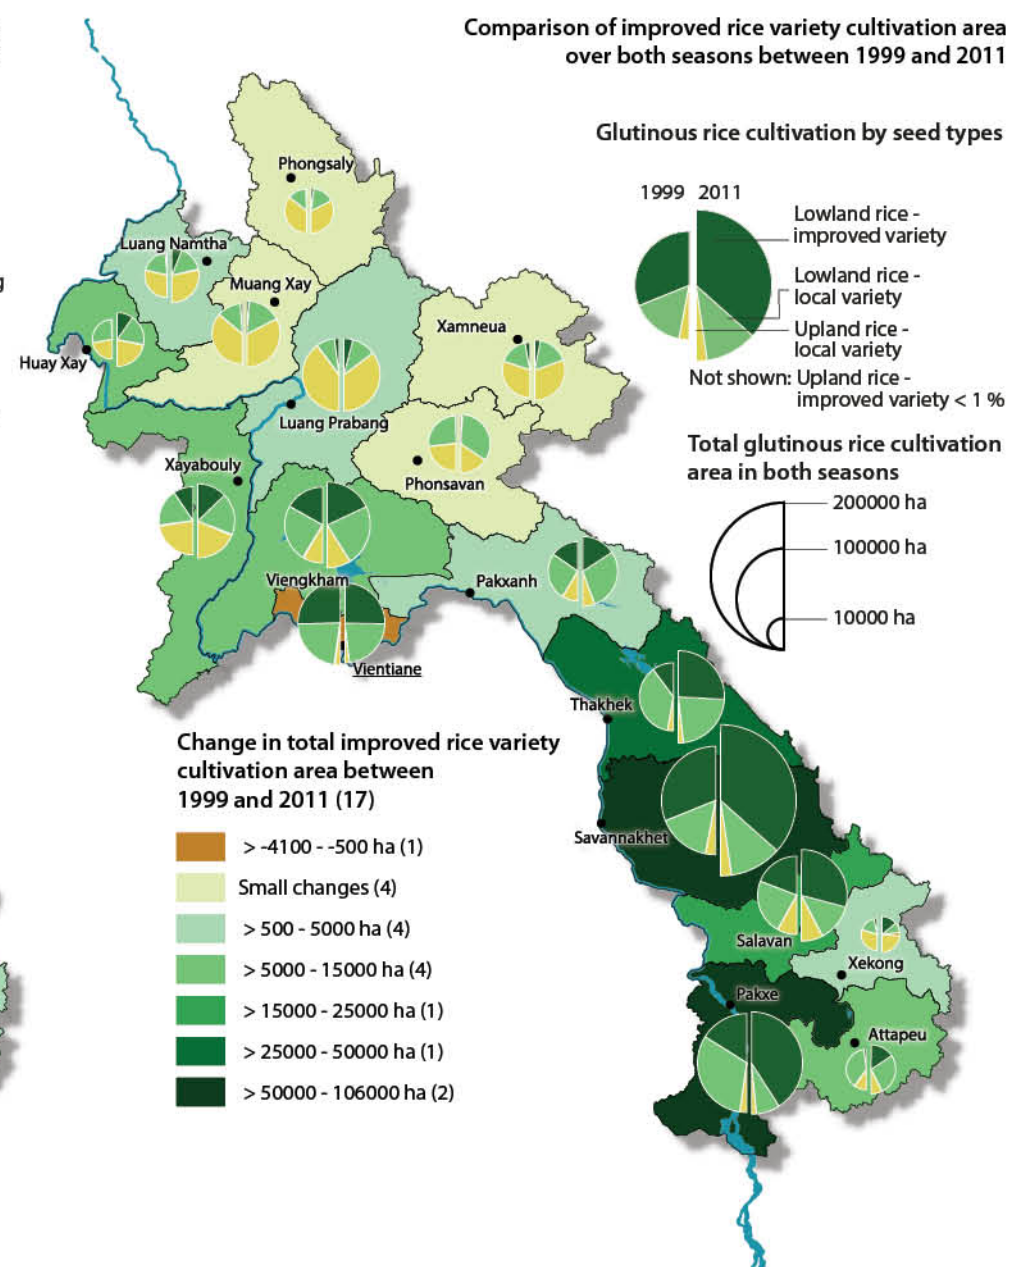 Comparison of improved rice variety cultivation area
over both seasons between 1999 and 2011
Glutinous rice cultivation by seed types
1999 2011
Lowland rice -
improved variety
Lowland rice -
local variety
Upland rice -
local variety
Not shown: Upland rice -
improved variety < 1 %
Total glutinous rice cultivation
area in both seasons
200000 ha
100000 ha
10000 ha
Phongsaly
Luang Namtha
Muang Xay
Xamneua
Huay Xay
Luang Prabang
Xayabouly
Phonsavan
Viengkham
Pakxanh
Vientiane
Thakhek
Savannakhet
Salavan
Xekong
Pakxe
Attapeu
Change in total improved rice variety
cultivation area between
1999 and 2011 (17)
> -4100 - -500 ha (1)
Small changes (4)
> 500 - 5000 ha (4)
> 5000 - 15000 ha (4)
> 15000 - 25000 ha (1)
> 25000 - 50000 ha (1)
> 50000 - 106000 ha (2)